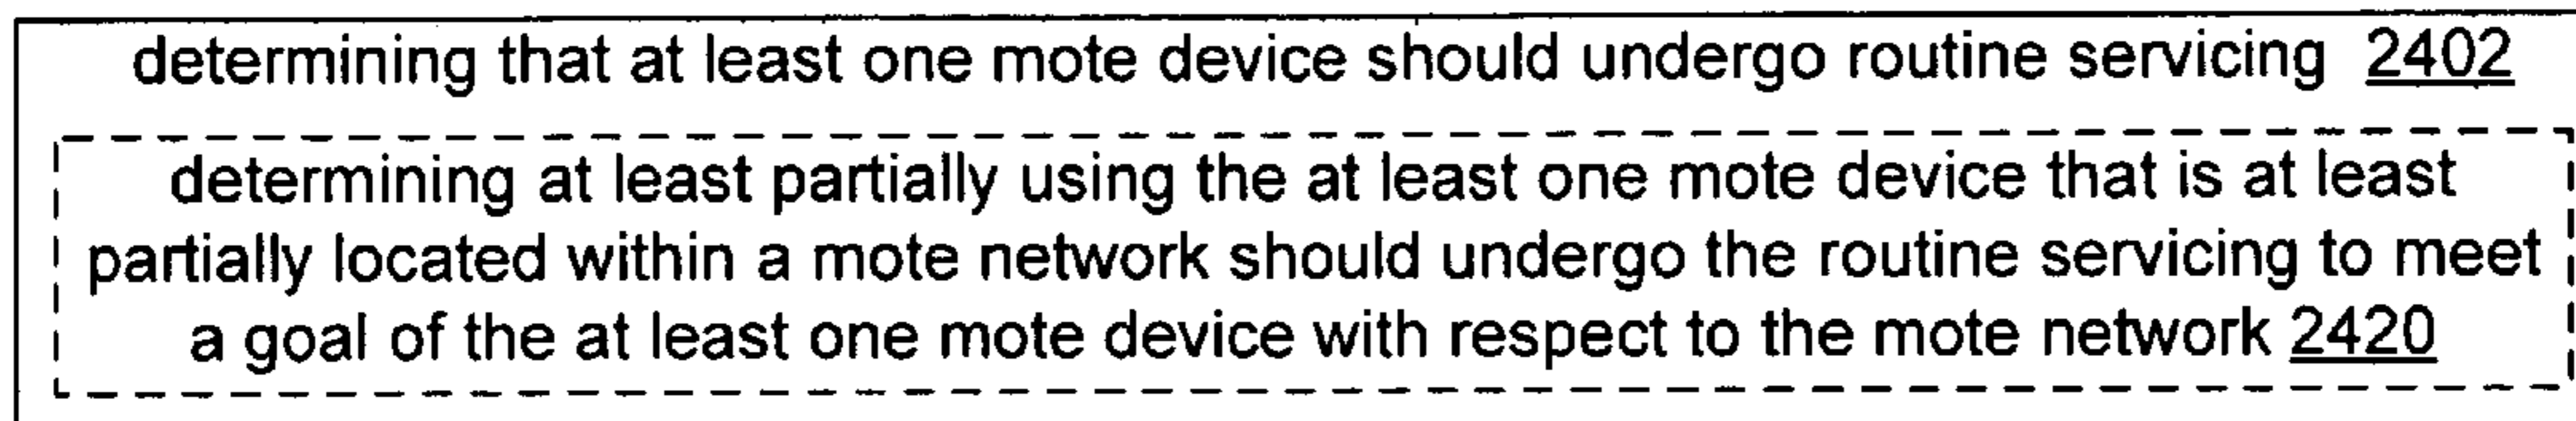 determining that at least one mote device should undergo routine servicing 2402
determining at least partially using the at least one mote device that is at least
partially located within a mote network should undergo the routine servicing to meet
a goal of the at least one mote device with respect to the mote network 2420